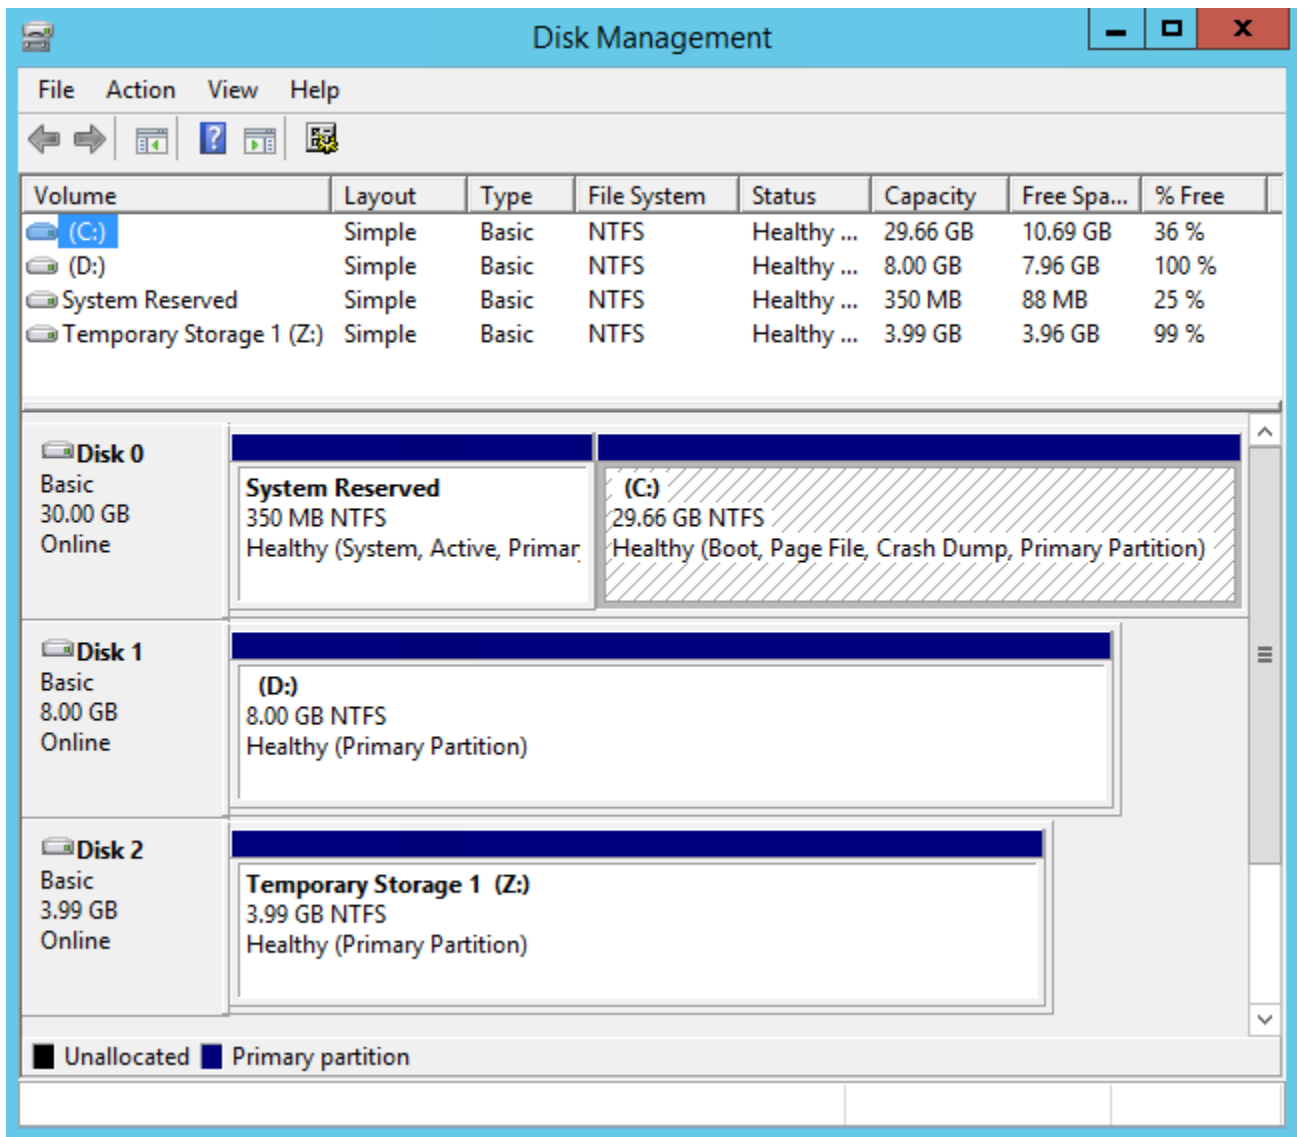 Disk Management
File Action View Help
Volume Layout Type File System Status Capacity Free Spa... % Free
(C:) Simple Basic NTFS Healthy ... 29.66 GB 10.69 GB 36 %
(D:) Simple Basic NTFS Healthy ... 8.00 GB 7.96 GB 100 %
System Reserved Simple Basic NTFS Healthy ... 350 MB 88 MB 25 %
Temporary Storage 1 (Z:) Simple Basic NTFS Healthy ... 3.99 GB 3.96 GB 99 %
Disk 0
Basic
30.00 GB
Online
System Reserved
350 MB NTFS
Healthy (System, Active, Primar
(C:)
29.66 GB NTFS
Healthy (Boot, Page File, Crash Dump, Primary Partition)
Disk 1
Basic
8.00 GB
Online
(D:)
8.00 GB NTFS
Healthy (Primary Partition)
Disk 2
Basic
3.99 GB
Online
Temporary Storage 1 (Z:)
3.99 GB NTFS
Healthy (Primary Partition)
Unallocated Primary partition